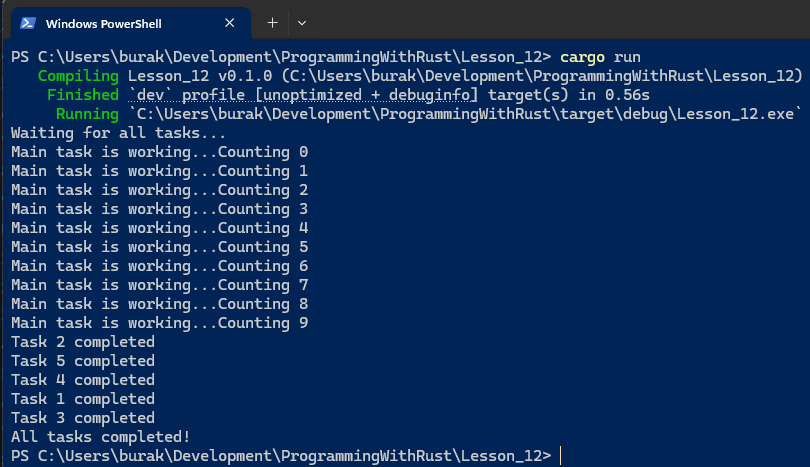 Windows PowerShell
PS C:\Users\burak\Development\ProgrammingWithRust\Lesson_12> cargo run
Compiling Lesson_12 v0.1.0 (C:\Users\burak\Development\ProgrammingWithRust\Lesson_12)
Finished `dev` profile [unoptimized + debuginfo] target(s) in 0.56s
Running `C:\Users\burak\Development\ProgrammingWithRust\target\debug\Lesson_12.exe`
Waiting for all tasks...
Main task is working...Counting 0
Main task is working...Counting 1
Main task is working...Counting 2
Main task is working...Counting 3
Main task is working...Counting 4
Main task is working...Counting 5
Main task is working...Counting 6
Main task is working...Counting 7
Main task is working...Counting 8
Main task is working...Counting 9
Task 2 completed
Task 5 completed
Task 4 completed
Task 1 completed
Task 3 completed
All tasks completed!
PS C:\Users\burak\Development\ProgrammingWithRust\Lesson_12>